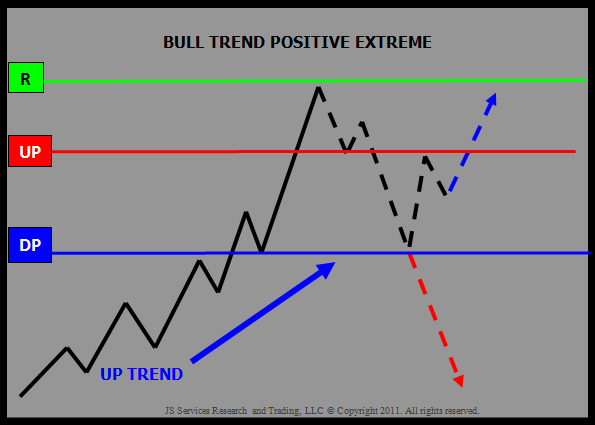 BULL TREND POSITIVE EXTREME
R
UP
DP
UP TREND
JS Services Research and Trading, LLC © Copyright 2011. All rights reserved.